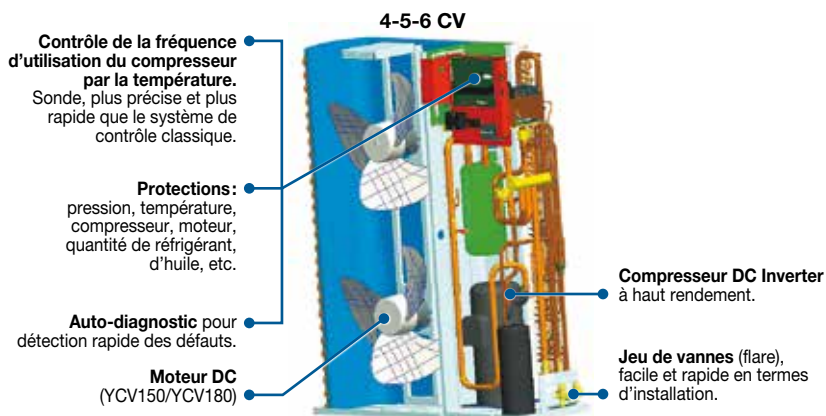 4-5-6 CV
Contrôle de la fréquence
d'utilisation du compresseur
par la température.
Sonde, plus précise et plus
rapide que le système de
contrôle classique.
Protections:
pression, température,
compresseur, moteur,
quantité de réfrigérant,
d'huile, etc.
Auto-diagnostic pour
détection rapide des défauts.
Moteur DC
(YCV150/YCV180)
Compresseur DC Inverter
à haut rendement.
Jeu de vannes (flare),
facile et rapide en termes
d'installation.